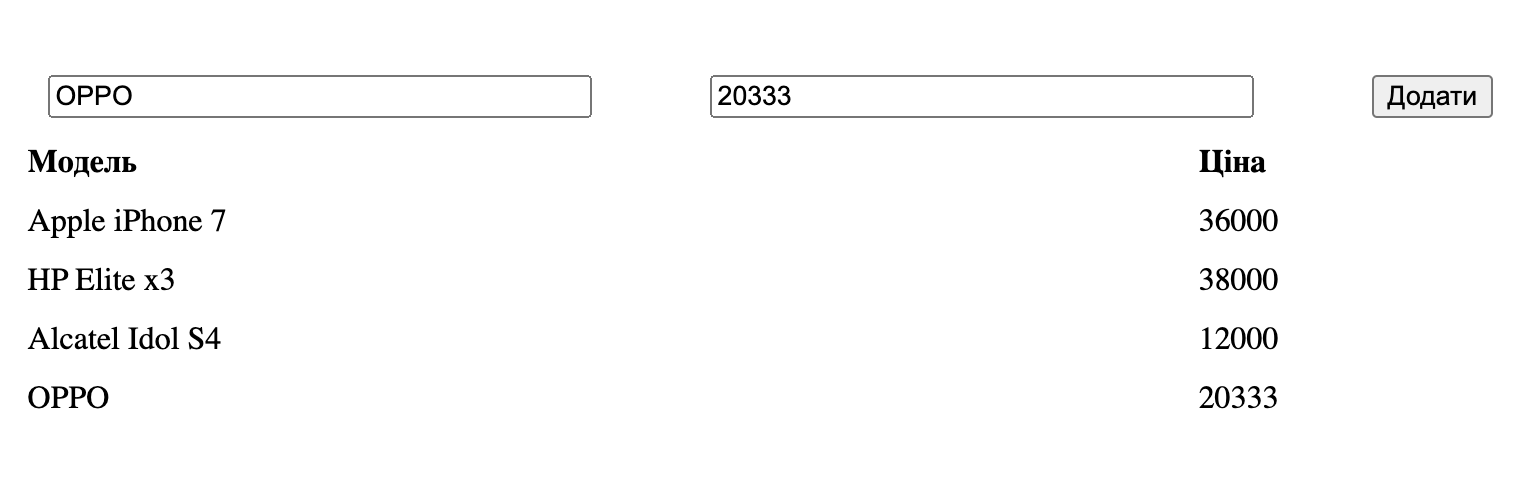 OPPO 20333 Додати
Модель Ціна
Apple iPhone 7 36000
HP Elite x3 38000
Alcatel Idol S4 12000
OPPO 20333